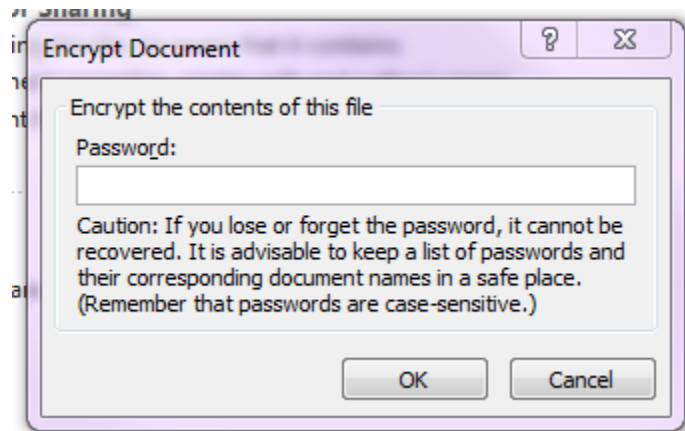 or Sharing
Encrypt Document
Encrypt the contents of this file
Password:
Caution: If you lose or forget the password, it cannot be
recovered. It is advisable to keep a list of passwords and
their corresponding document names in a safe place.
(Remember that passwords are case-sensitive.)
OK
Cancel